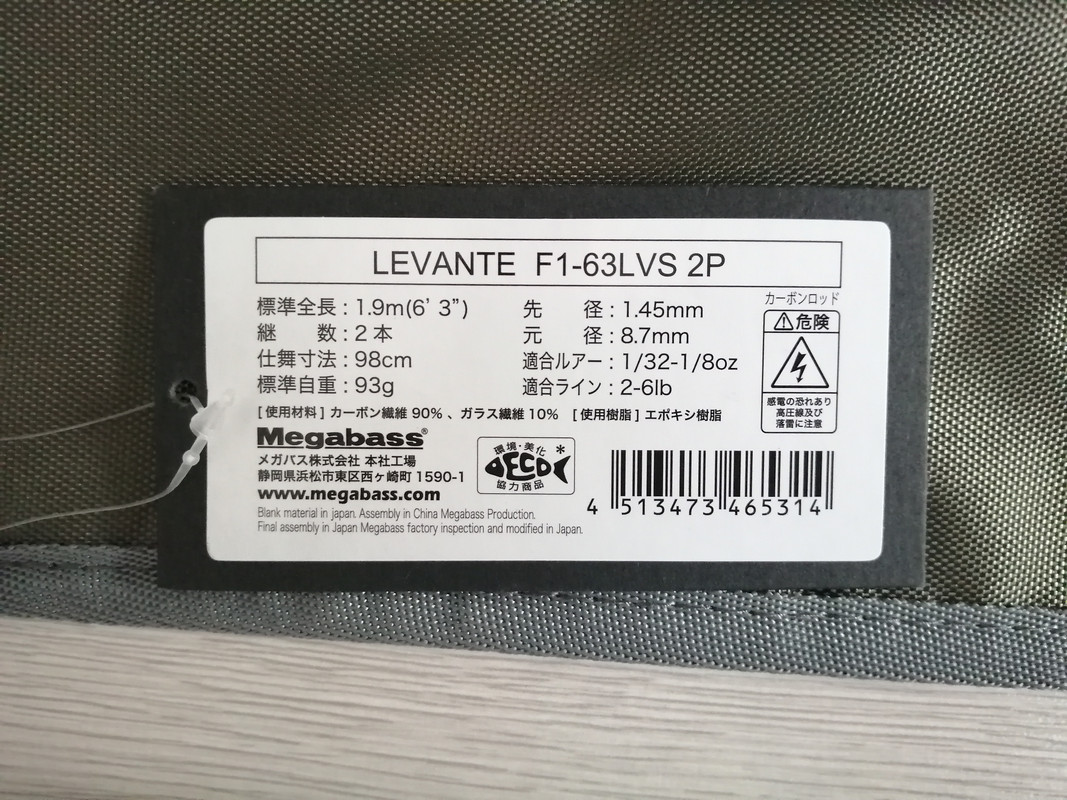 LEVANTE F1-63LVS 2P
標準全長 : 1.9m(6' 3")
継 数 : 2 本
仕舞寸法 : 98cm
標準自重 : 93g
先 径 : 1.45mm
元 径 : 8.7mm
適合ルアー : 1/32-1/8oz
適合ライン : 2-6lb
カーボンロッド
⚠危険
感電の恐れあり
高圧線及び
落雷に注意
[ 使用材料 ] カーボン繊維 90% 、ガラス繊維 10% [ 使用樹脂 ] エポキシ樹脂
Megabass®
メガバス株式会社 本社工場
静岡県浜松市東区西ヶ崎町 1590-1
www.megabass.com
環境・美化
ECO
協力商品
*
4 513473 465314
Blank material in japan. Assembly in China Megabass Production.
Final assembly in Japan Megabass factory inspection and modified in Japan.